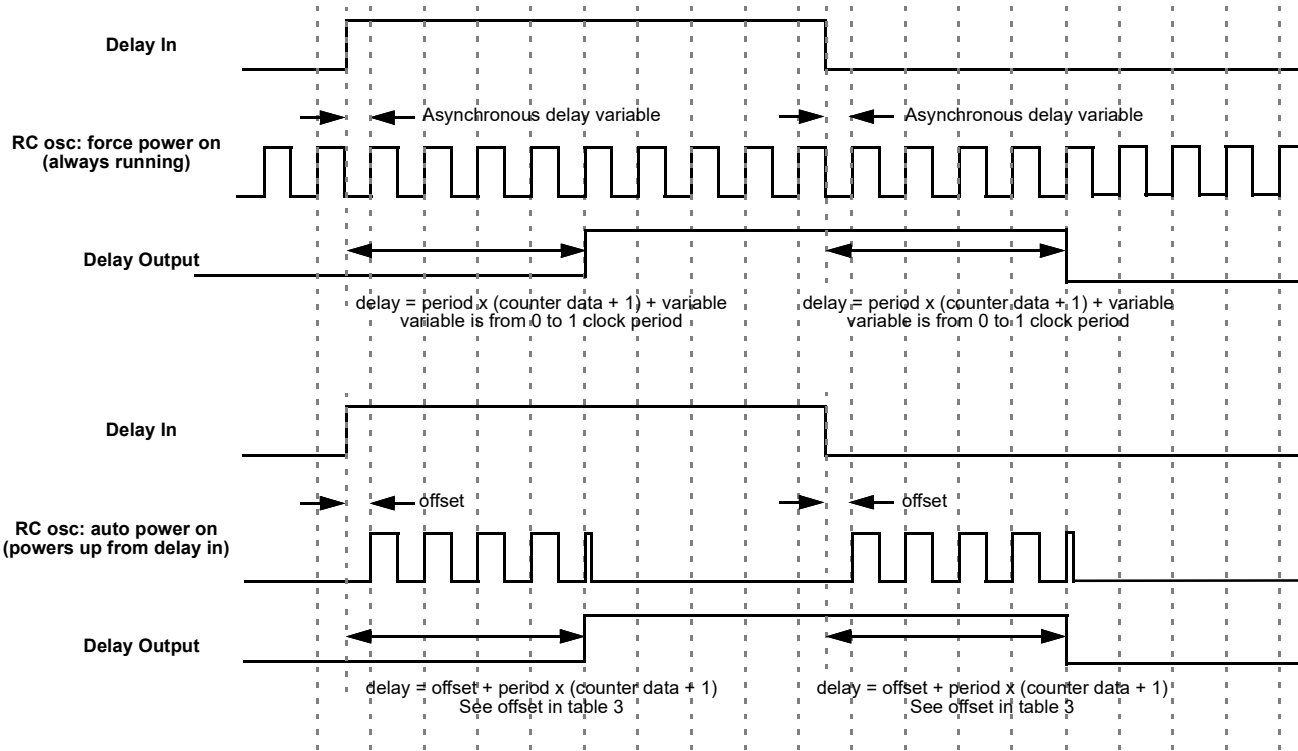 Delay In
Asynchronous delay variable
Asynchronous delay variable
RC osc: force power on
(always running)
Delay Output
delay = period x (counter data + 1) + variable
variable is from 0 to 1 clock period
delay = period x (counter data + 1) + variable
variable is from 0 to 1 clock period
Delay In
offset
offset
RC osc: auto power on
(powers up from delay in)
Delay Output
delay = offset + period x (counter data + 1)
See offset in table 3
delay = offset + period x (counter data + 1)
See offset in table 3